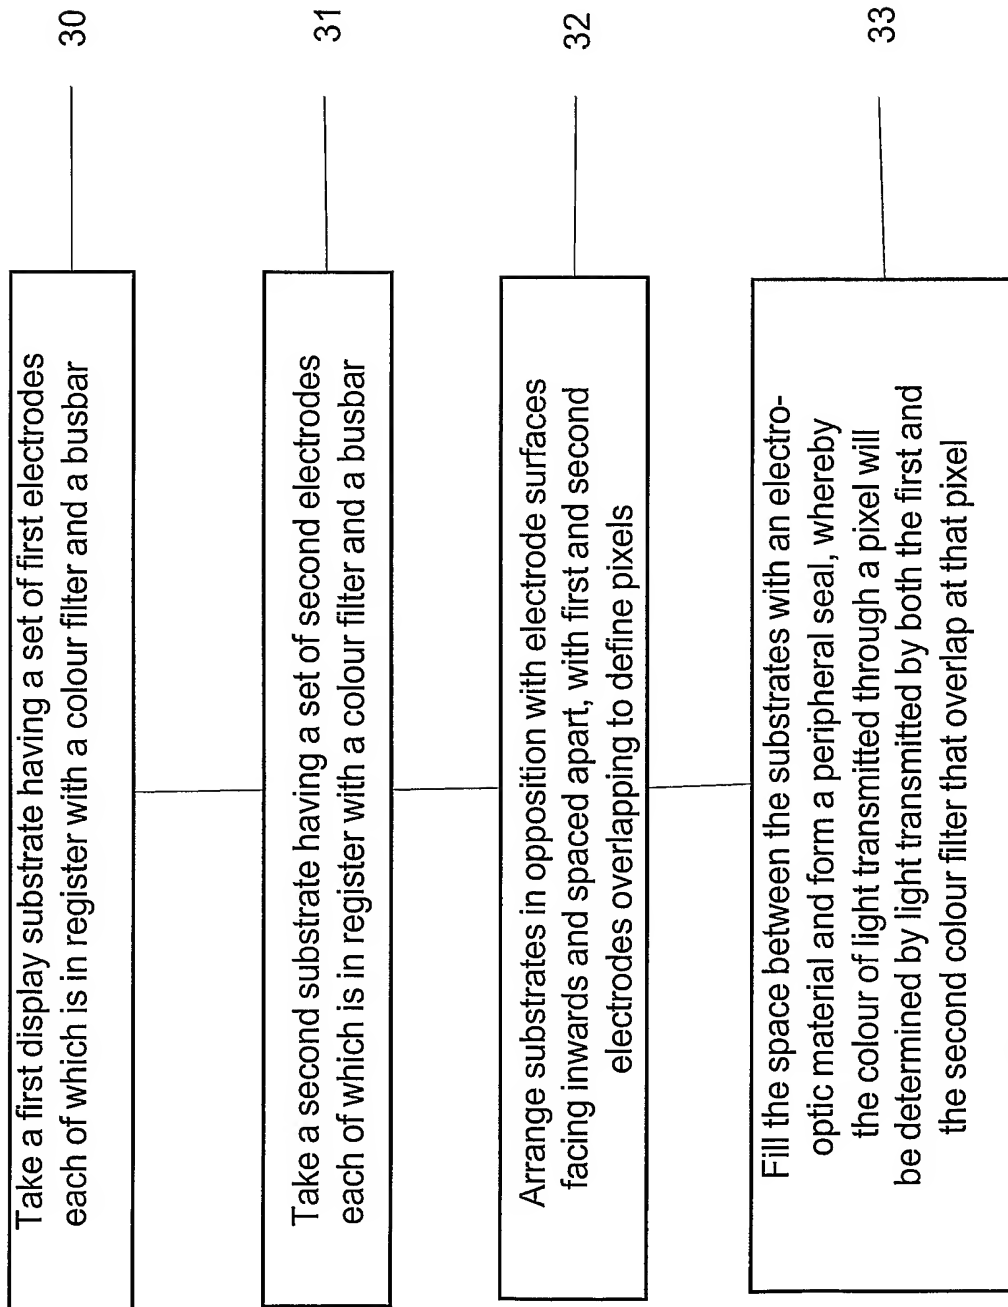 Take a first display substrate having a set of first electrodes
each of which is in register with a colour filter and a busbar
30
Take a second substrate having a set of second electrodes
each of which is in register with a colour filter and a busbar
31
Arrange substrates in opposition with electrode surfaces
facing inwards and spaced apart, with first and second
electrodes overlapping to define pixels
32
Fill the space between the substrates with an electro-
optic material and form a peripheral seal, whereby
the colour of light transmitted through a pixel will
be determined by light transmitted by both the first and
the second colour filter that overlap at that pixel
33